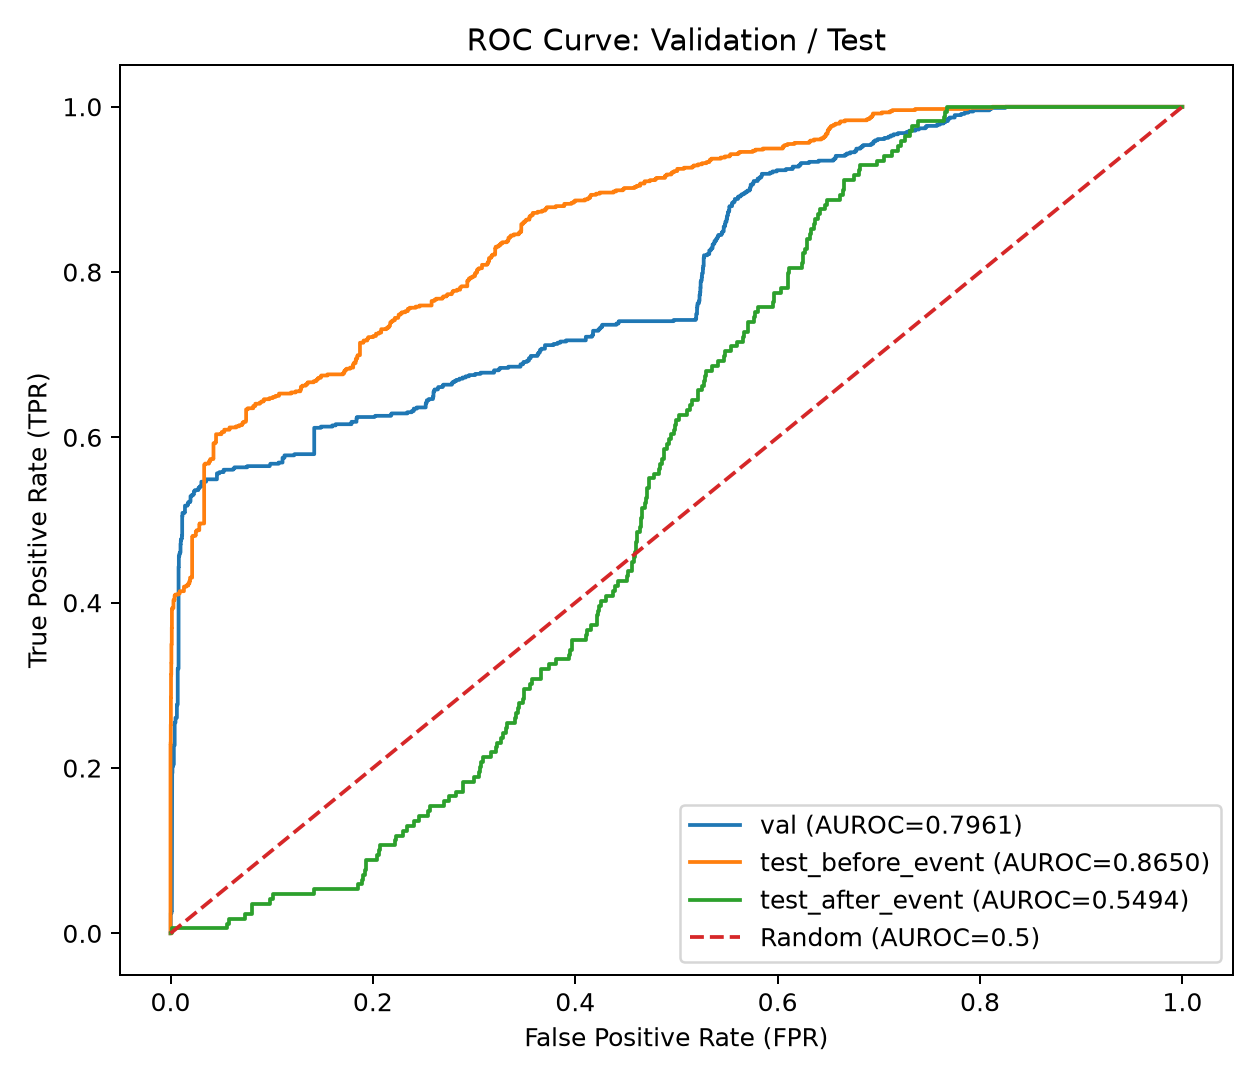 ROC Curve: Validation / Test
True Positive Rate (TPR)
1.0
0.8
0.6
0.4
0.2
0.0
0.0 0.2 0.4 0.6 0.8 1.0
False Positive Rate (FPR)
val (AUROC=0.7961)
test_before_event (AUROC=0.8650)
test_after_event (AUROC=0.5494)
Random (AUROC=0.5)